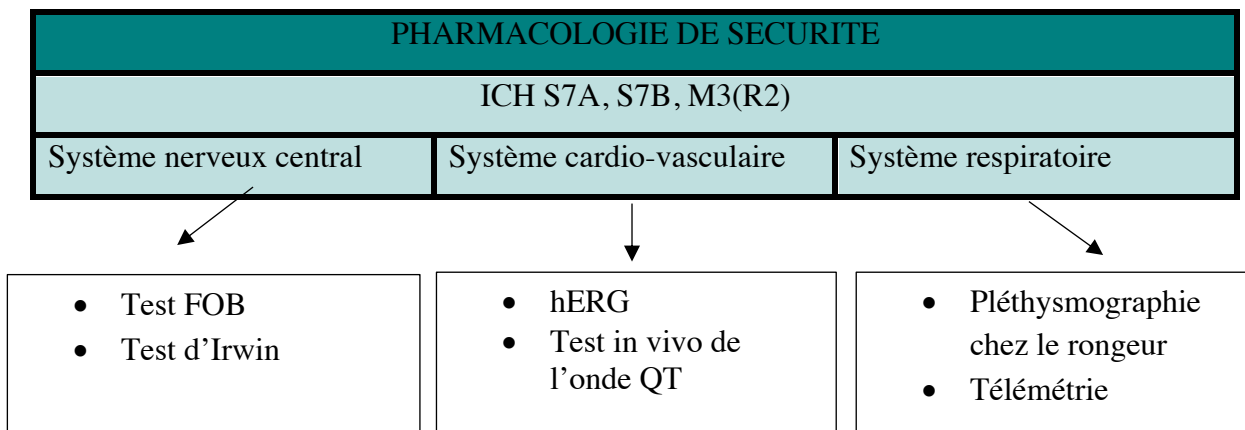 PHARMACOLOGIE DE SECURITE
ICH S7A, S7B, M3(R2)
Système nerveux central
Système cardio-vasculaire
Système respiratoire
• Test FOB
• Test d’Irwin
• hERG
• Test in vivo de
l’onde QT
• Pléthysmographie
chez le rongeur
• Télémétrie